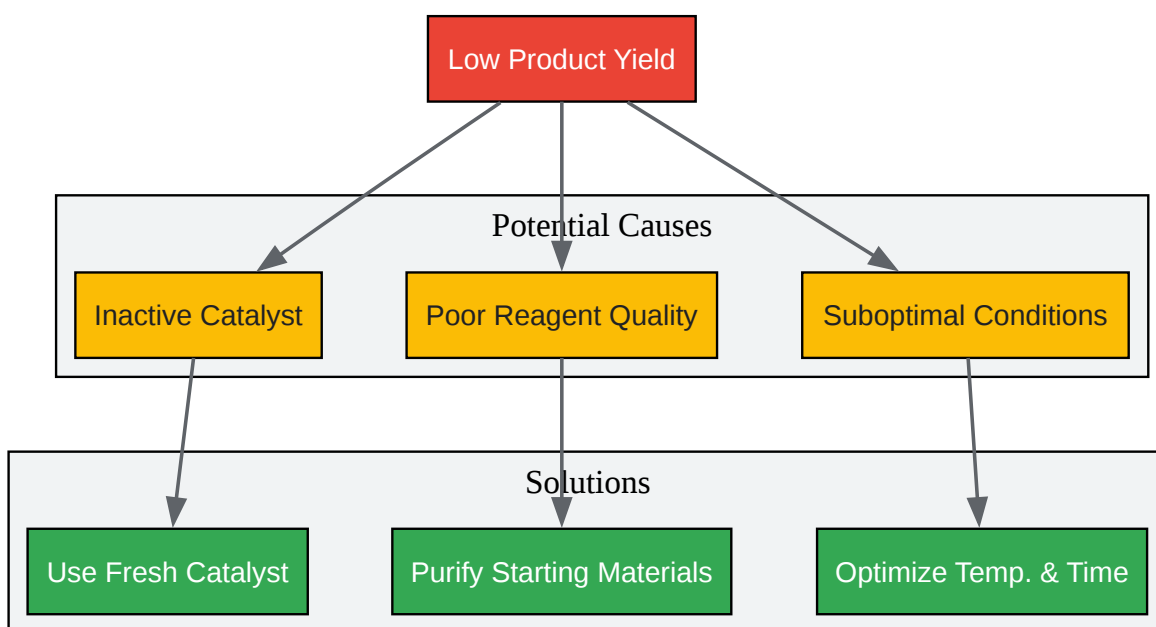 Low Product Yield
Potential Causes
Inactive Catalyst
Poor Reagent Quality
Suboptimal Conditions
Solutions
Use Fresh Catalyst
Purify Starting Materials
Optimize Temp. & Time